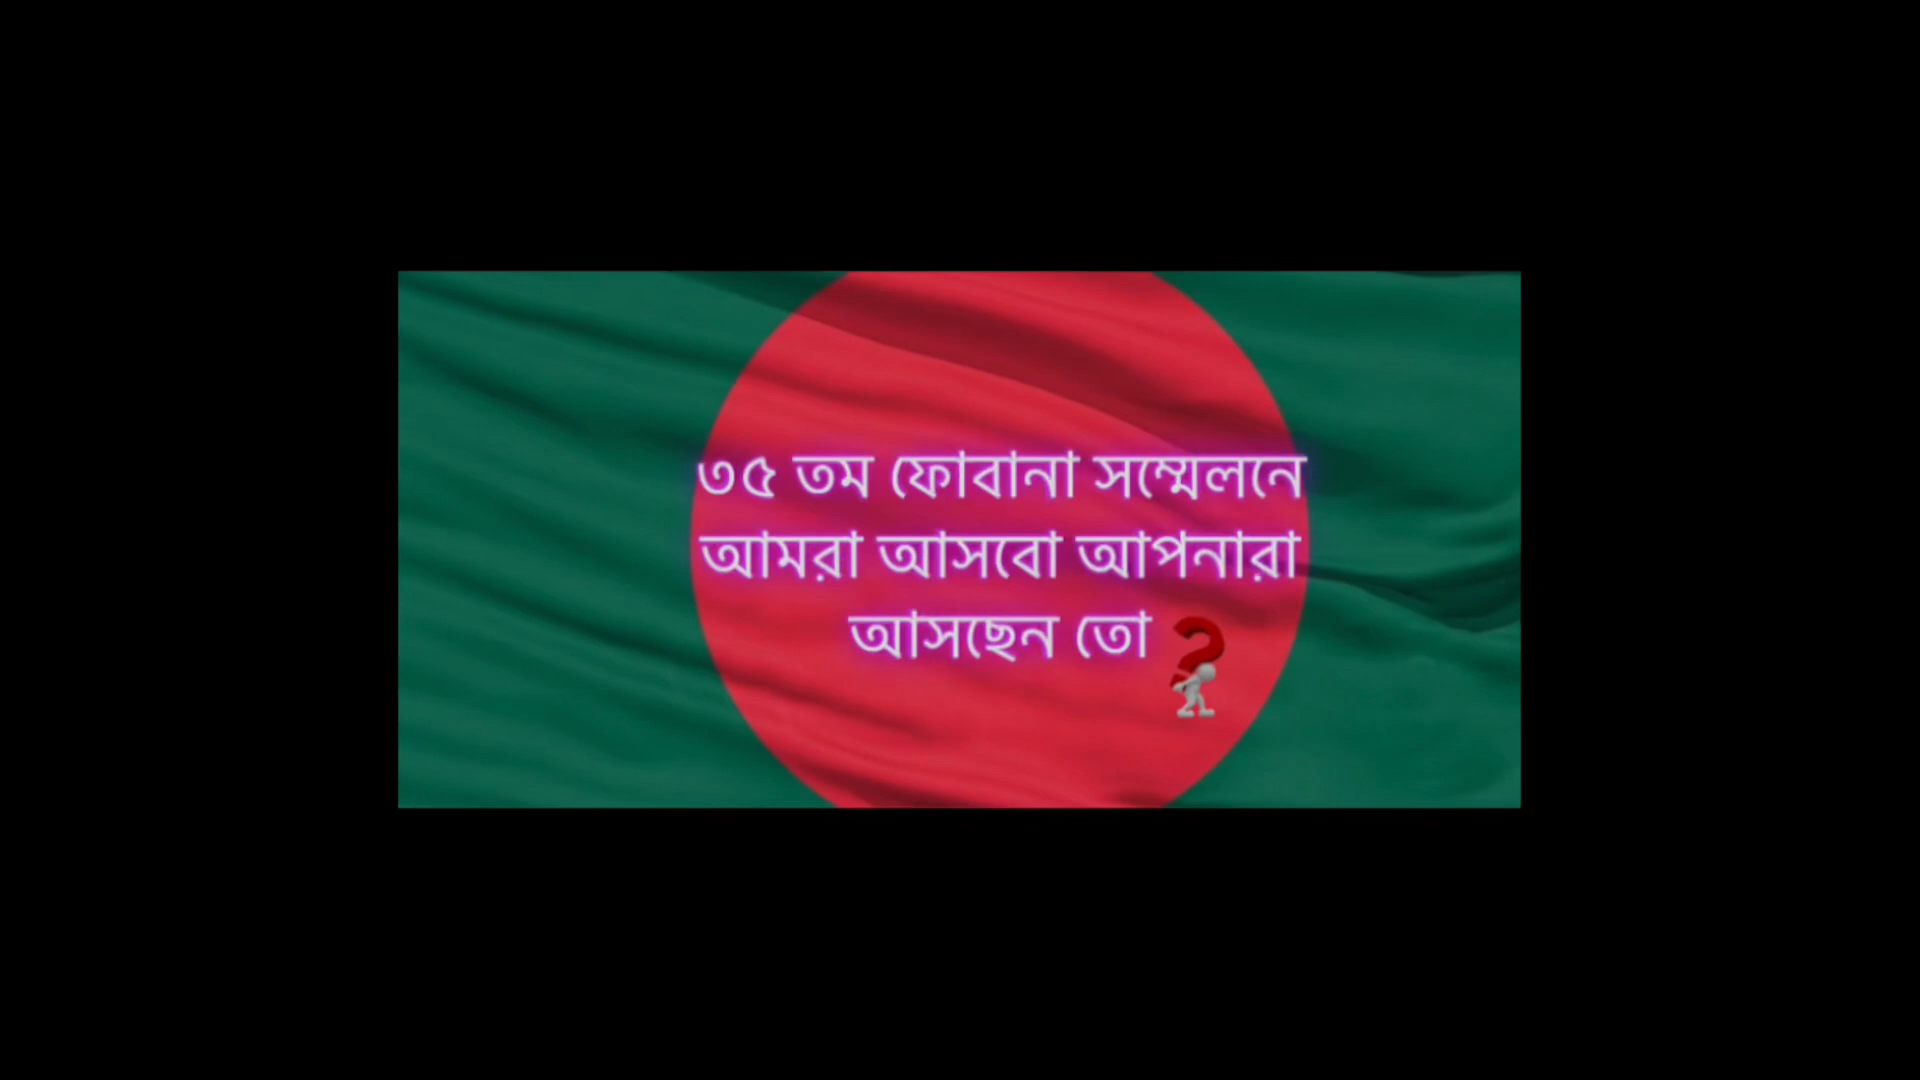 ৩৫ তম ফোবানা সম্মেলনে
আমরা আসবো আপনারা
আসছেন তো ?